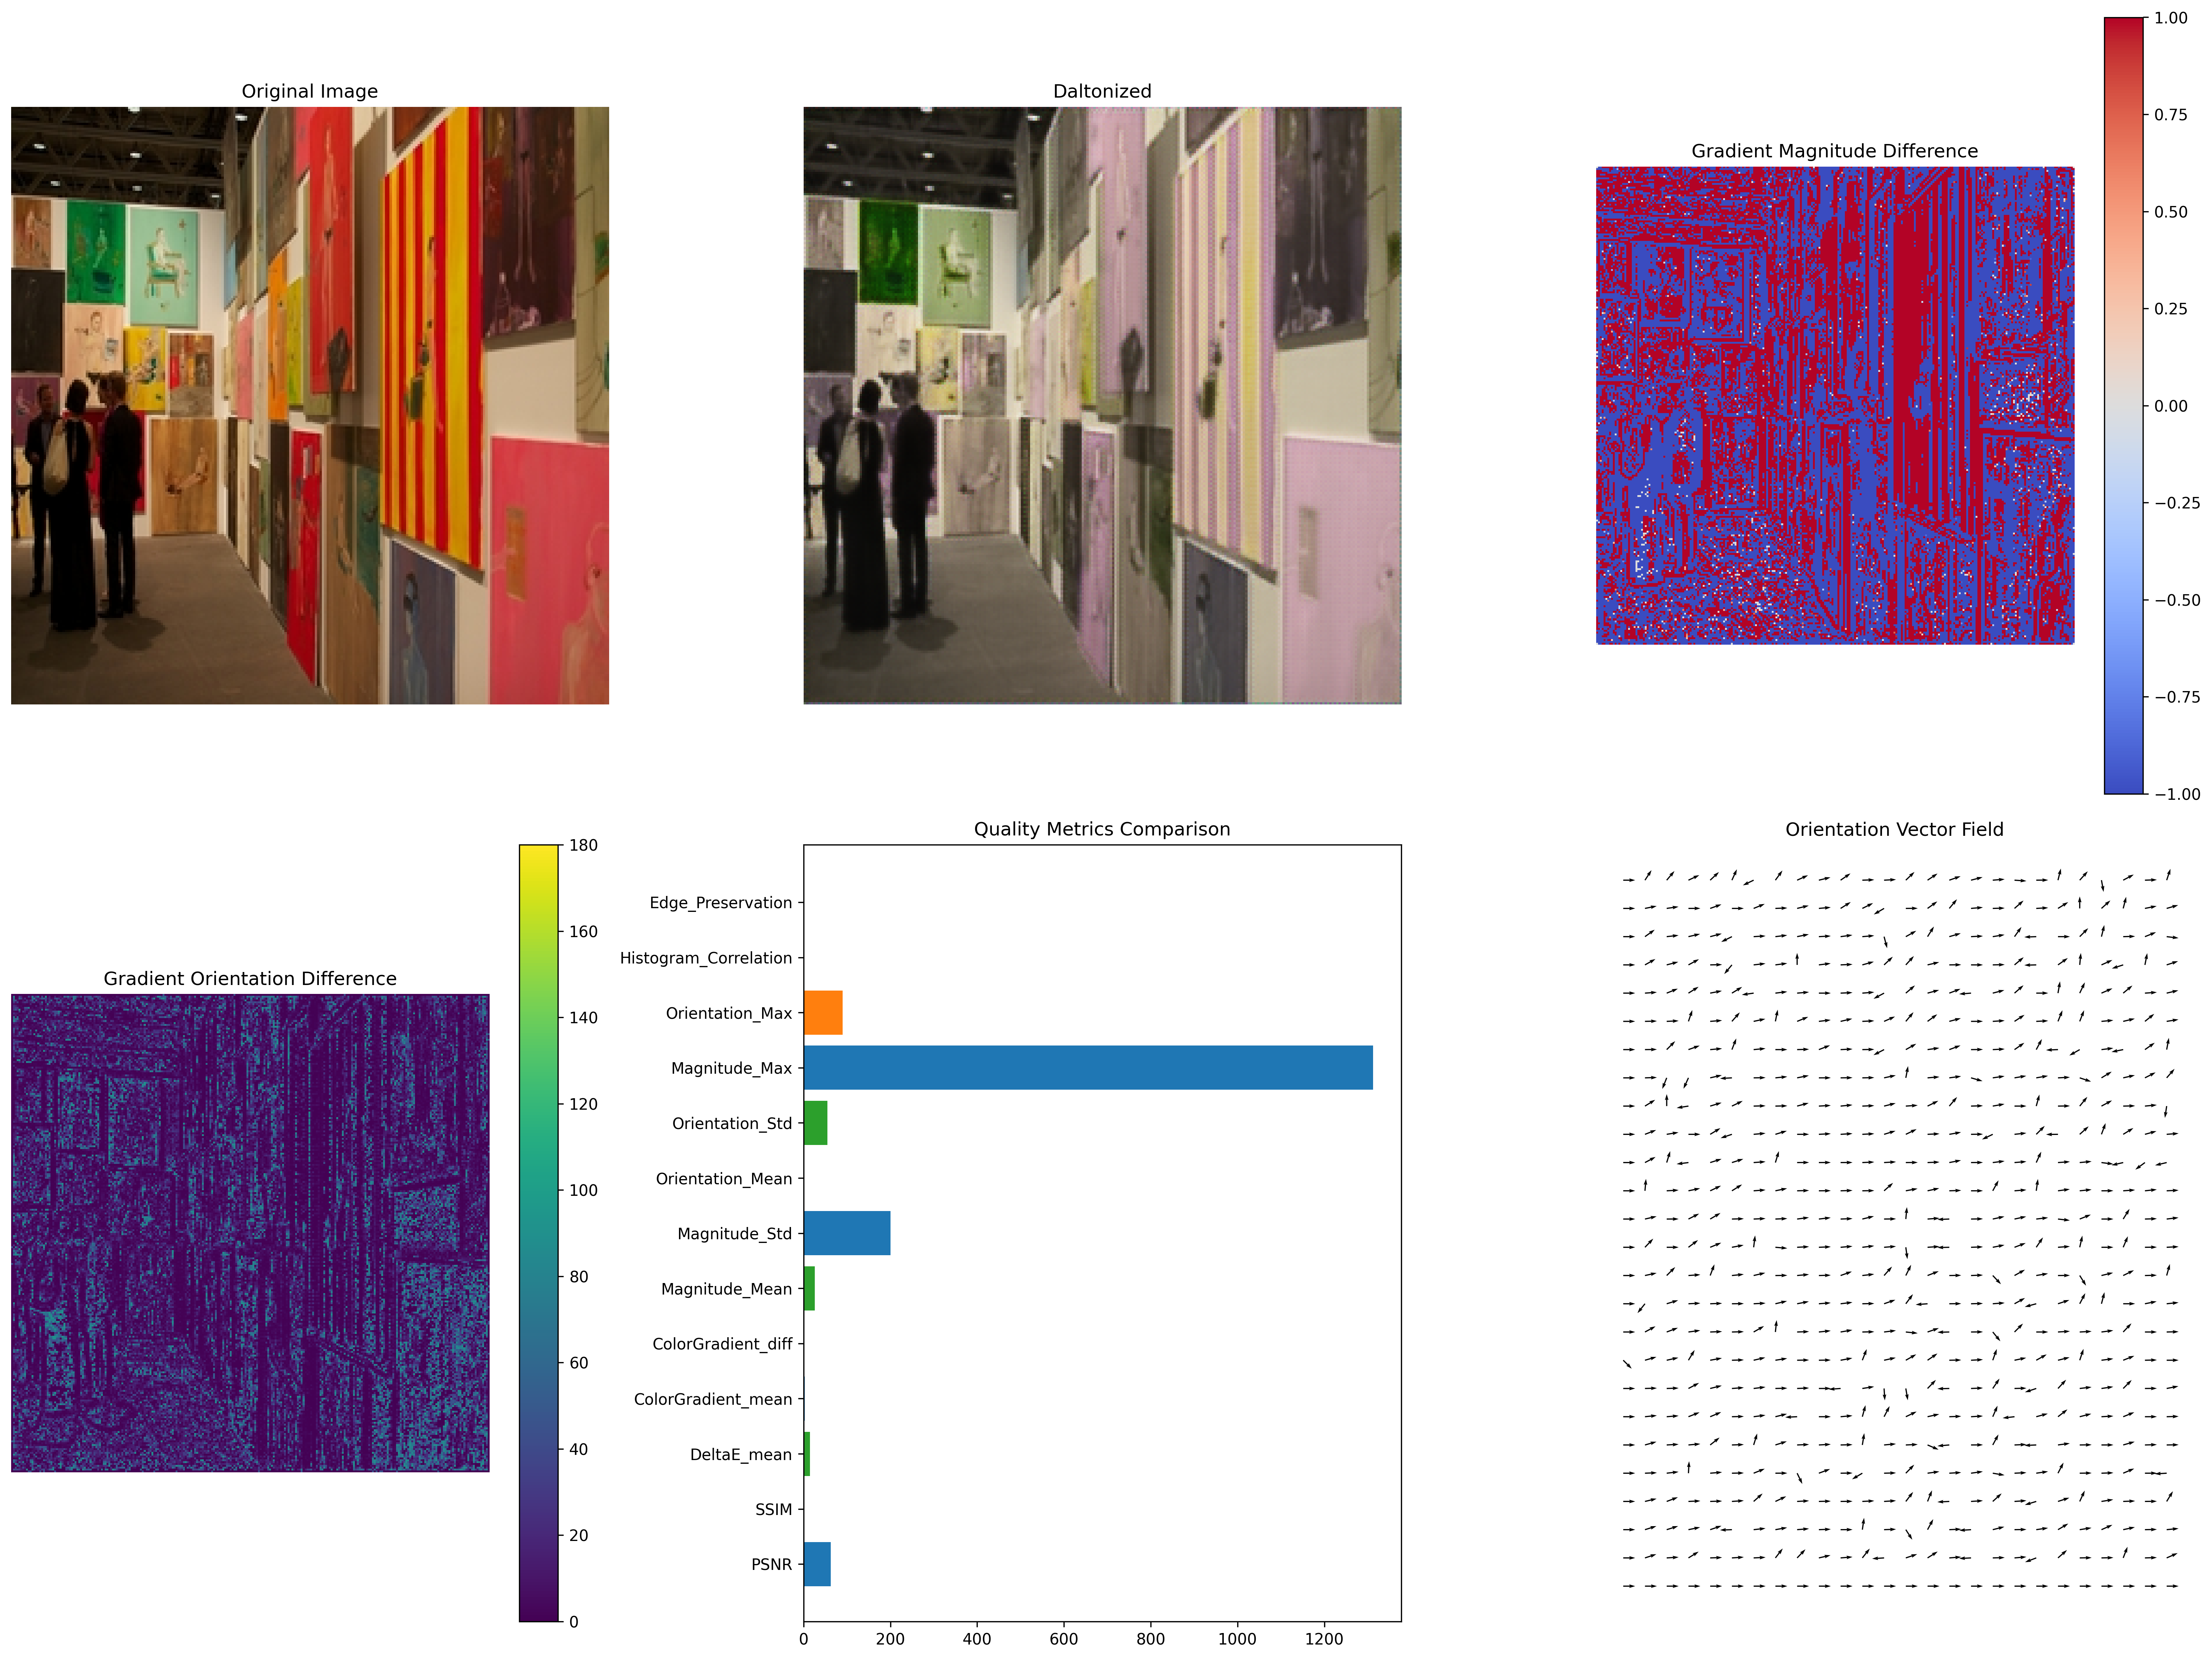 Original Image
Daltonized
Gradient Magnitude Difference
1.00
0.75
0.50
0.25
0.00
−0.25
−0.50
−0.75
−1.00
Gradient Orientation Difference
180
160
140
120
100
80
60
40
20
0
Quality Metrics Comparison
Edge_Preservation
Histogram_Correlation
Orientation_Max
Magnitude_Max
Orientation_Std
Orientation_Mean
Magnitude_Std
Magnitude_Mean
ColorGradient_diff
ColorGradient_mean
DeltaE_mean
SSIM
PSNR
0 200 400 600 800 1000 1200
Orientation Vector Field